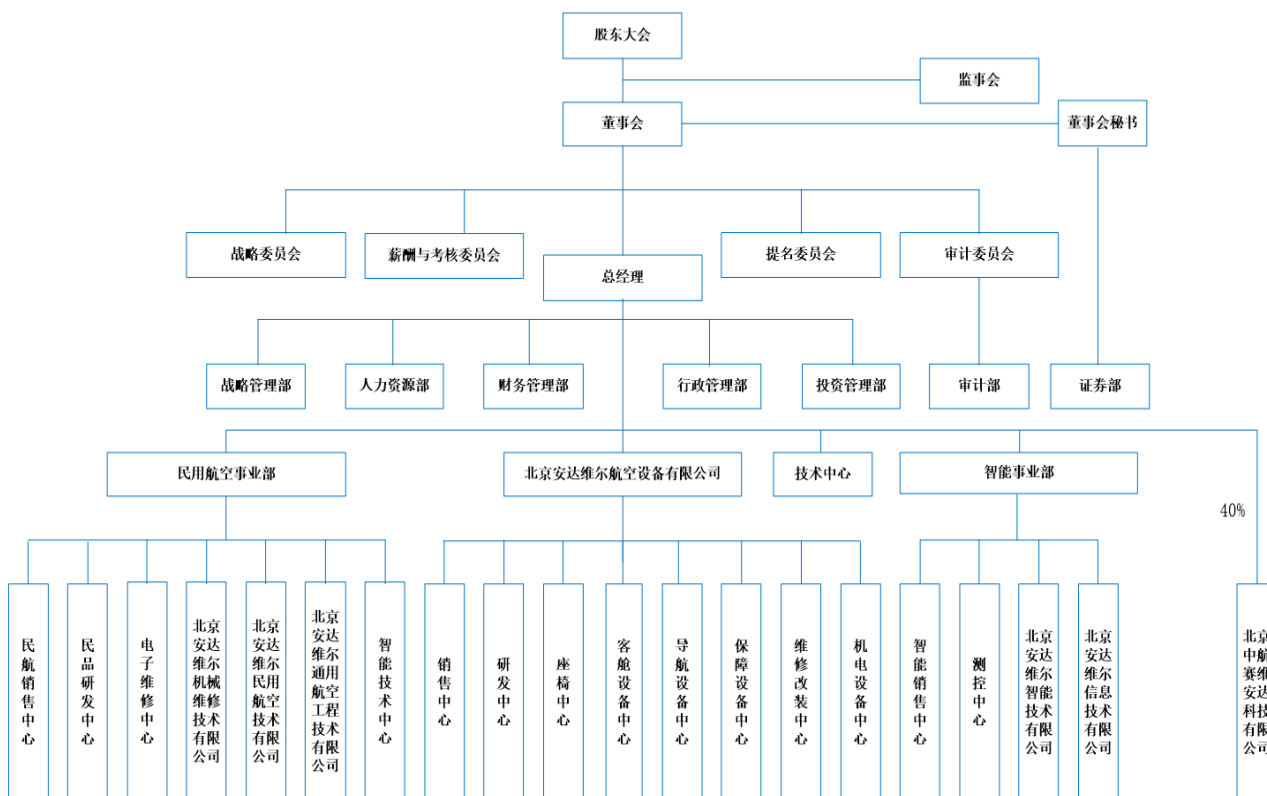 股东大会
监事会
董事会
董事会秘书
战略委员会
薪酬与考核委员会
提名委员会
审计委员会
总经理
战略管理部
人力资源部
财务管理部
行政管理部
投资管理部
审计部
证券部
民用航空事业部
北京安达维尔航空设备有限公司
技术中心
智能事业部
40%
民航销售中心
民品研发中心
电子维修中心
北京安达维尔机械维修技术有限公司
北京安达维尔民用航空技术有限公司
北京安达维尔通用航空工程技术有限公司
智能技术中心
销售中心
研发中心
座椅中心
客舱设备中心
导航设备中心
保障设备中心
维修改装中心
机电设备中心
智能销售中心
测控中心
北京安达维尔智能技术有限公司
北京安达维尔信息技术有限公司
北京中航赛维安达科技有限公司